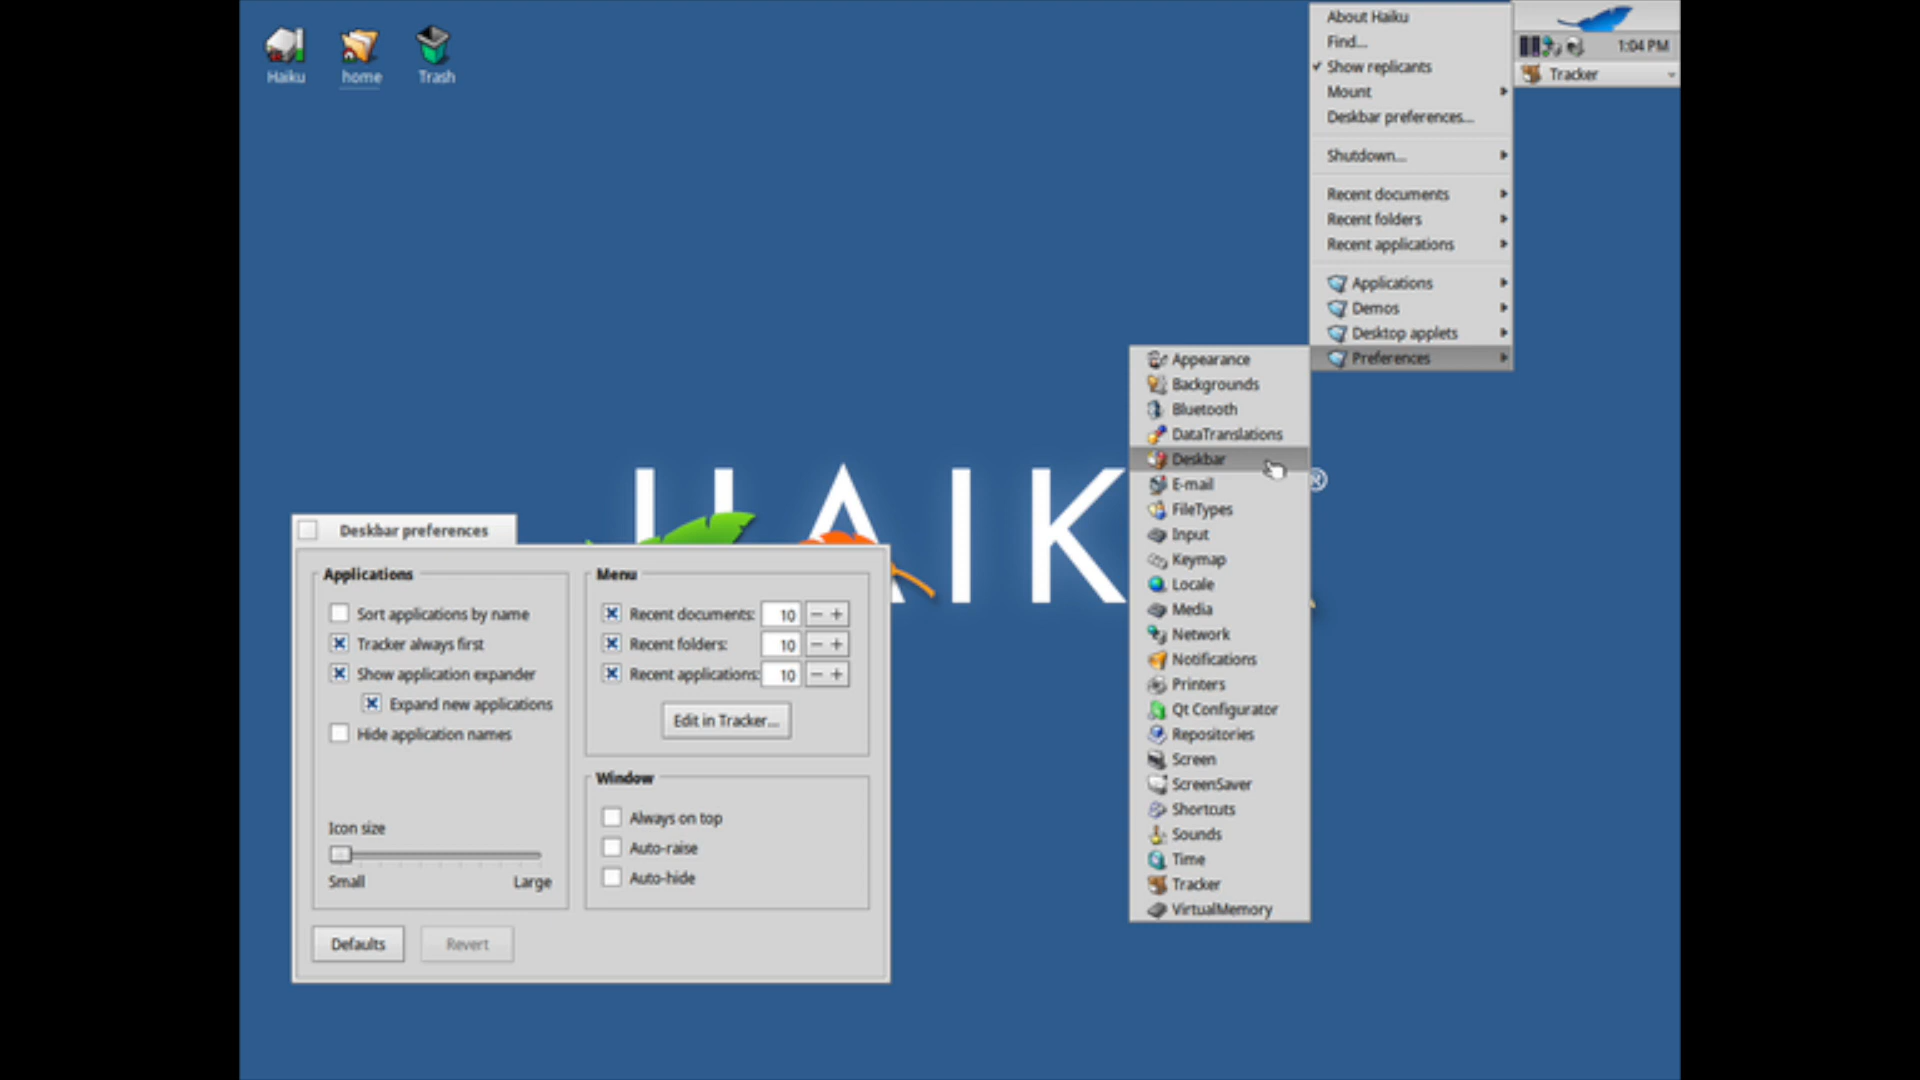 Haiku
home
Trash
About Haiku
Find...
Show replicants
Mount
Deskbar preferences...
Shutdown...
Recent documents
Recent folders
Recent applications
Applications
Demos
Desktop applets
Preferences
1:04 PM
Tracker
Appearance
Backgrounds
Bluetooth
DataTranslations
Deskbar
E-mail
FileTypes
Input
Keymap
Locale
Media
Network
Notifications
Printers
Qt Configurator
Repositories
Screen
ScreenSaver
Shortcuts
Sounds
Time
Tracker
VirtualMemory
HAIK ®
Deskbar preferences
Applications
Sort applications by name
Tracker always first
Show application expander
Expand new applications
Hide application names
Icon size
Small Large
Menu
Recent documents: 10 − +
Recent folders: 10 − +
Recent applications: 10 − +
Edit in Tracker...
Window
Always on top
Auto-raise
Auto-hide
Defaults Revert